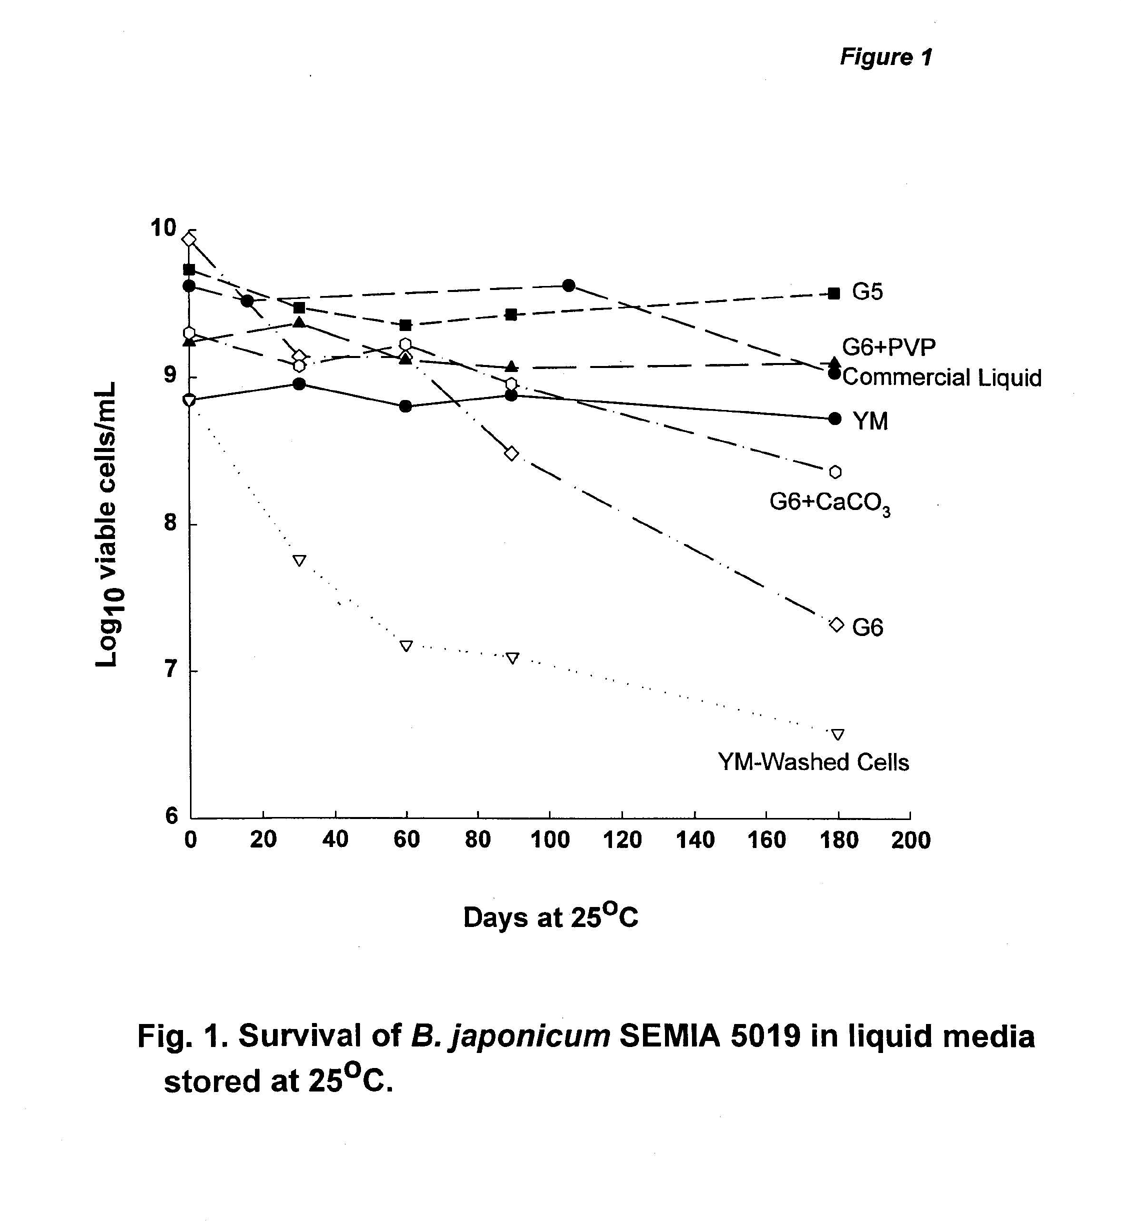 Figure 1
10
9
8
7
6
Log10 viable cells/mL
G5
G6+PVP
Commercial Liquid
YM
G6+CaCO3
G6
YM-Washed Cells
0 20 40 60 80 100 120 140 160 180 200
Days at 25°C
Fig. 1. Survival of B. japonicum SEMIA 5019 in liquid media
stored at 25°C.